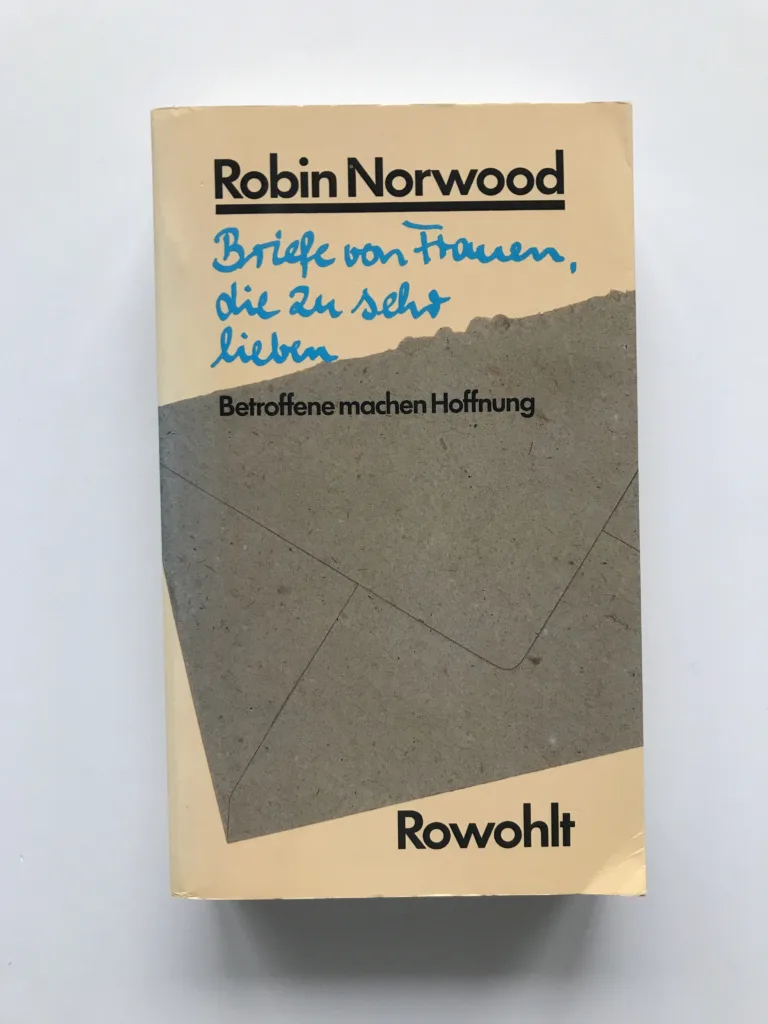 Robin Norwood
Briefe von Frauen,
die zu sehr
lieben
Betroffene machen Hoffnung
Rowohlt